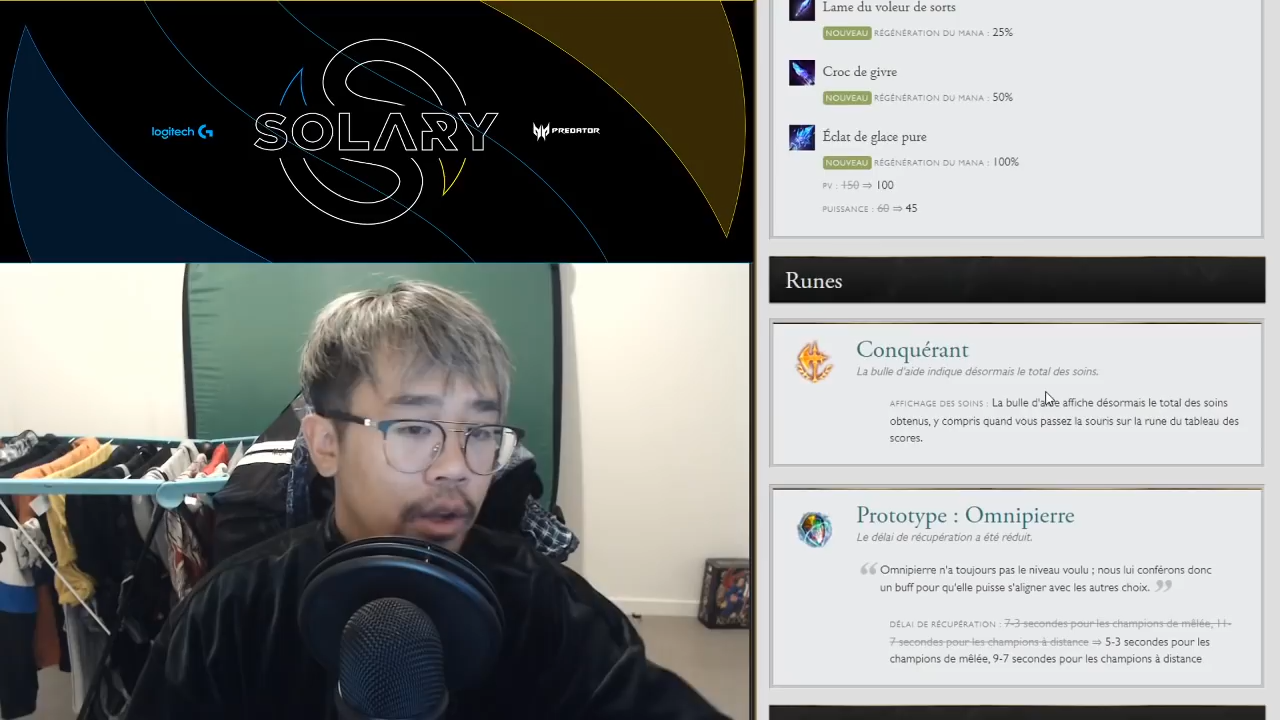 logitech G
SOLARY
PREDATOR
Lame du voleur de sorts
NOUVEAU RÉGÉNÉRATION DU MANA : 25%
Croc de givre
NOUVEAU RÉGÉNÉRATION DU MANA : 50%
Éclat de glace pure
NOUVEAU RÉGÉNÉRATION DU MANA : 100%
PV : 150 ⇒ 100
PUISSANCE : 60 ⇒ 45
Runes
Conquérant
La bulle d'aide indique désormais le total des soins.
AFFICHAGE DES SOINS : La bulle d'aide affiche désormais le total des soins
obtenus, y compris quand vous passez la souris sur la rune du tableau des
scores.
Prototype : Omnipierre
Le délai de récupération a été réduit.
“ Omnipierre n'a toujours pas le niveau voulu ; nous lui conférons donc
un buff pour qu'elle puisse s'aligner avec les autres choix. ”
DÉLAI DE RÉCUPÉRATION : 7-3 secondes pour les champions de mêlée, 11-
7 secondes pour les champions à distance ⇒ 5-3 secondes pour les
champions de mêlée, 9-7 secondes pour les champions à distance